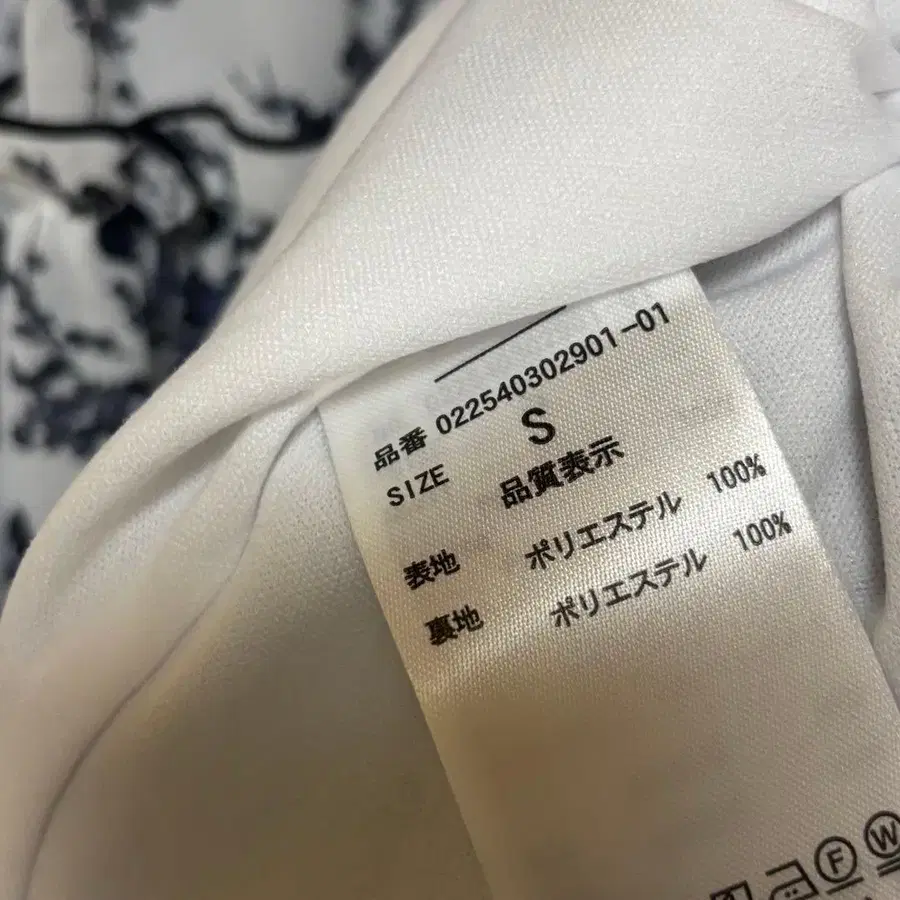 品番 022540302901-01
SIZE S
品質表示
表地 ポリエステル 100%
裏地 ポリエステル 100%
F W